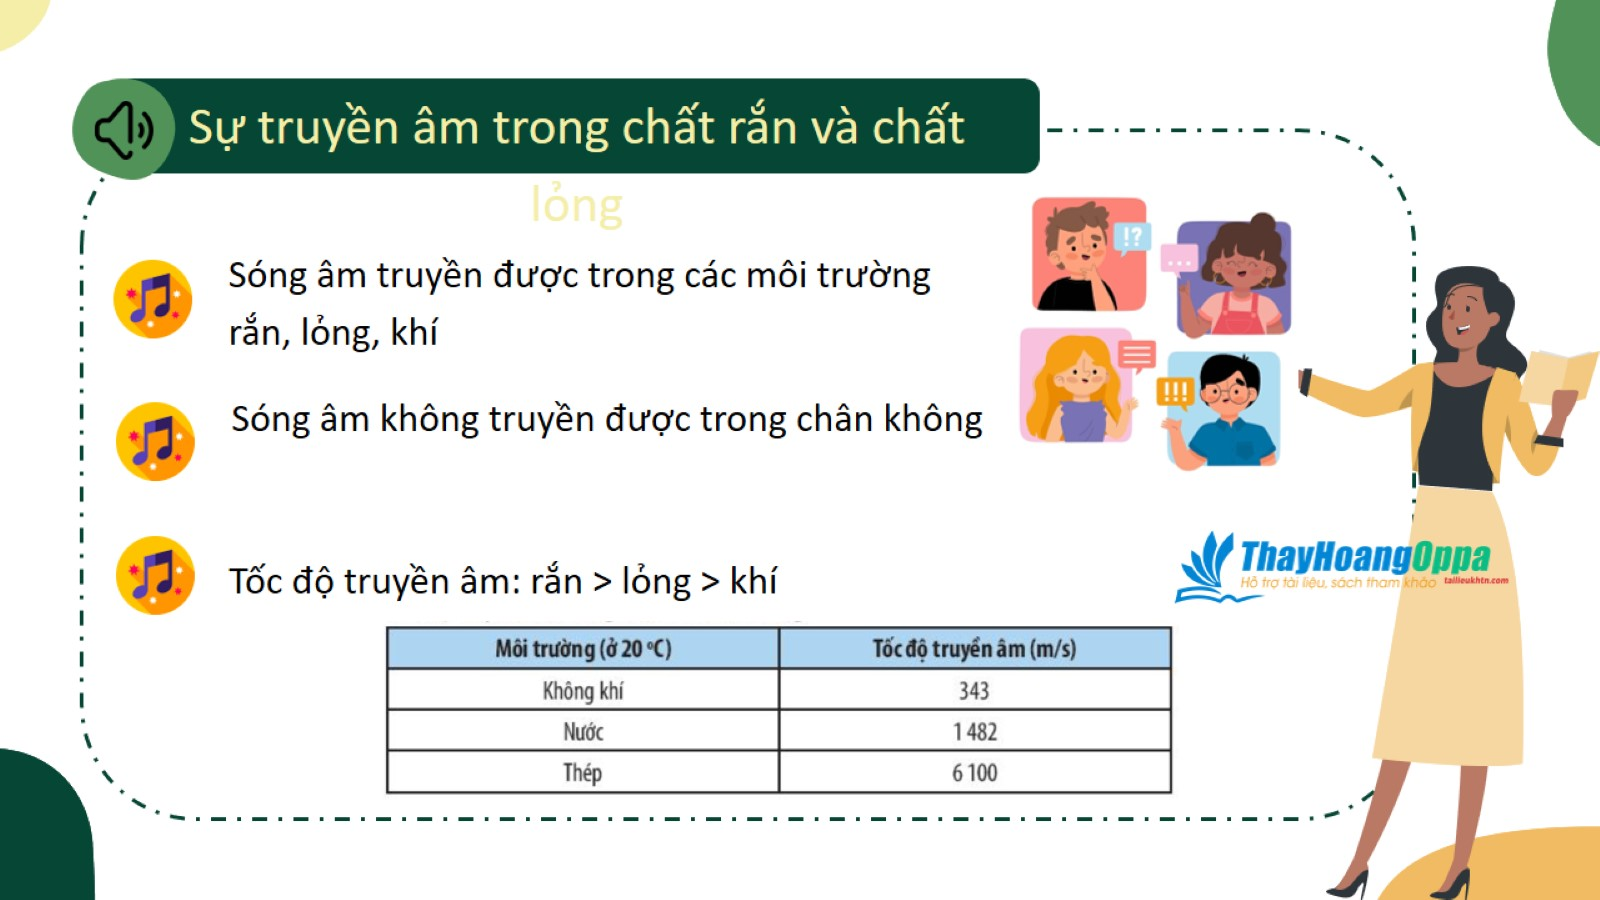 Sự truyền âm trong chất rắn và chất
lỏng
Sóng âm truyền được trong các môi trường
rắn, lỏng, khí
!?
...
Sóng âm không truyền được trong chân không
!!!
Tốc độ truyền âm: rắn > lỏng > khí
ThayHoangOppa
Hỗ trợ tài liệu, sách tham khảo tailieukhtn.com
Môi trường (ở 20 °C) Tốc độ truyền âm (m/s)
Không khí 343
Nước 1 482
Thép 6 100